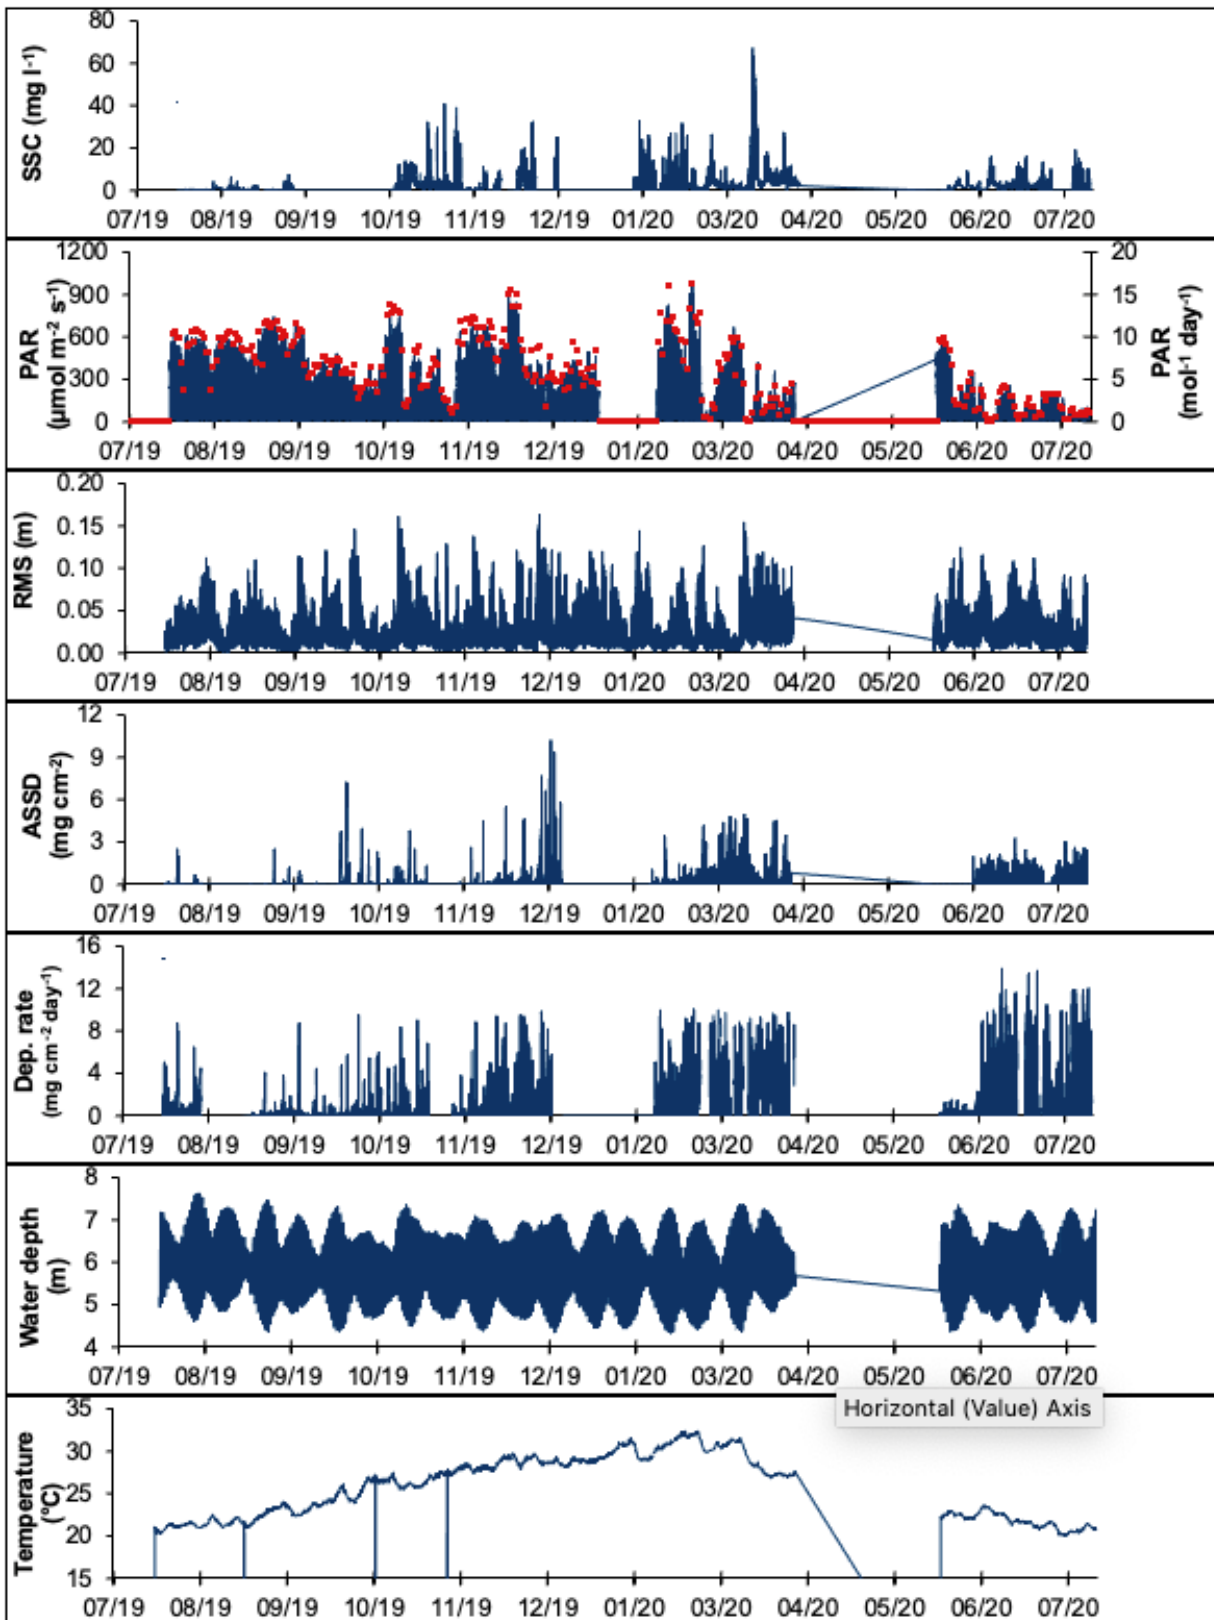 80
60
40
20
0
SSC (mg l⁻¹)
07/19 08/19 09/19 10/19 11/19 12/19 01/20 03/20 04/20 05/20 06/20 07/20
1200
900
600
300
0
PAR
(µmol m⁻² s⁻¹)
20
15
10
5
0
PAR
(mol⁻¹ day⁻¹)
07/19 08/19 09/19 10/19 11/19 12/19 01/20 03/20 04/20 05/20 06/20 07/20
0.20
0.15
0.10
0.05
0.00
RMS (m)
07/19 08/19 09/19 10/19 11/19 12/19 01/20 03/20 04/20 05/20 06/20 07/20
12
9
6
3
0
ASSD
(mg cm⁻²)
07/19 08/19 09/19 10/19 11/19 12/19 01/20 03/20 04/20 05/20 06/20 07/20
16
12
8
4
0
Dep. rate
(mg cm⁻² day⁻¹)
07/19 08/19 09/19 10/19 11/19 12/19 01/20 03/20 04/20 05/20 06/20 07/20
8
7
6
5
4
Water depth
(m)
07/19 08/19 09/19 10/19 11/19 12/19 01/20 03/20 04/20 05/20 06/20 07/20
Horizontal (Value) Axis
35
30
25
20
15
Temperature
(°C)
07/19 08/19 09/19 10/19 11/19 12/19 01/20 03/20 04/20 05/20 06/20 07/20